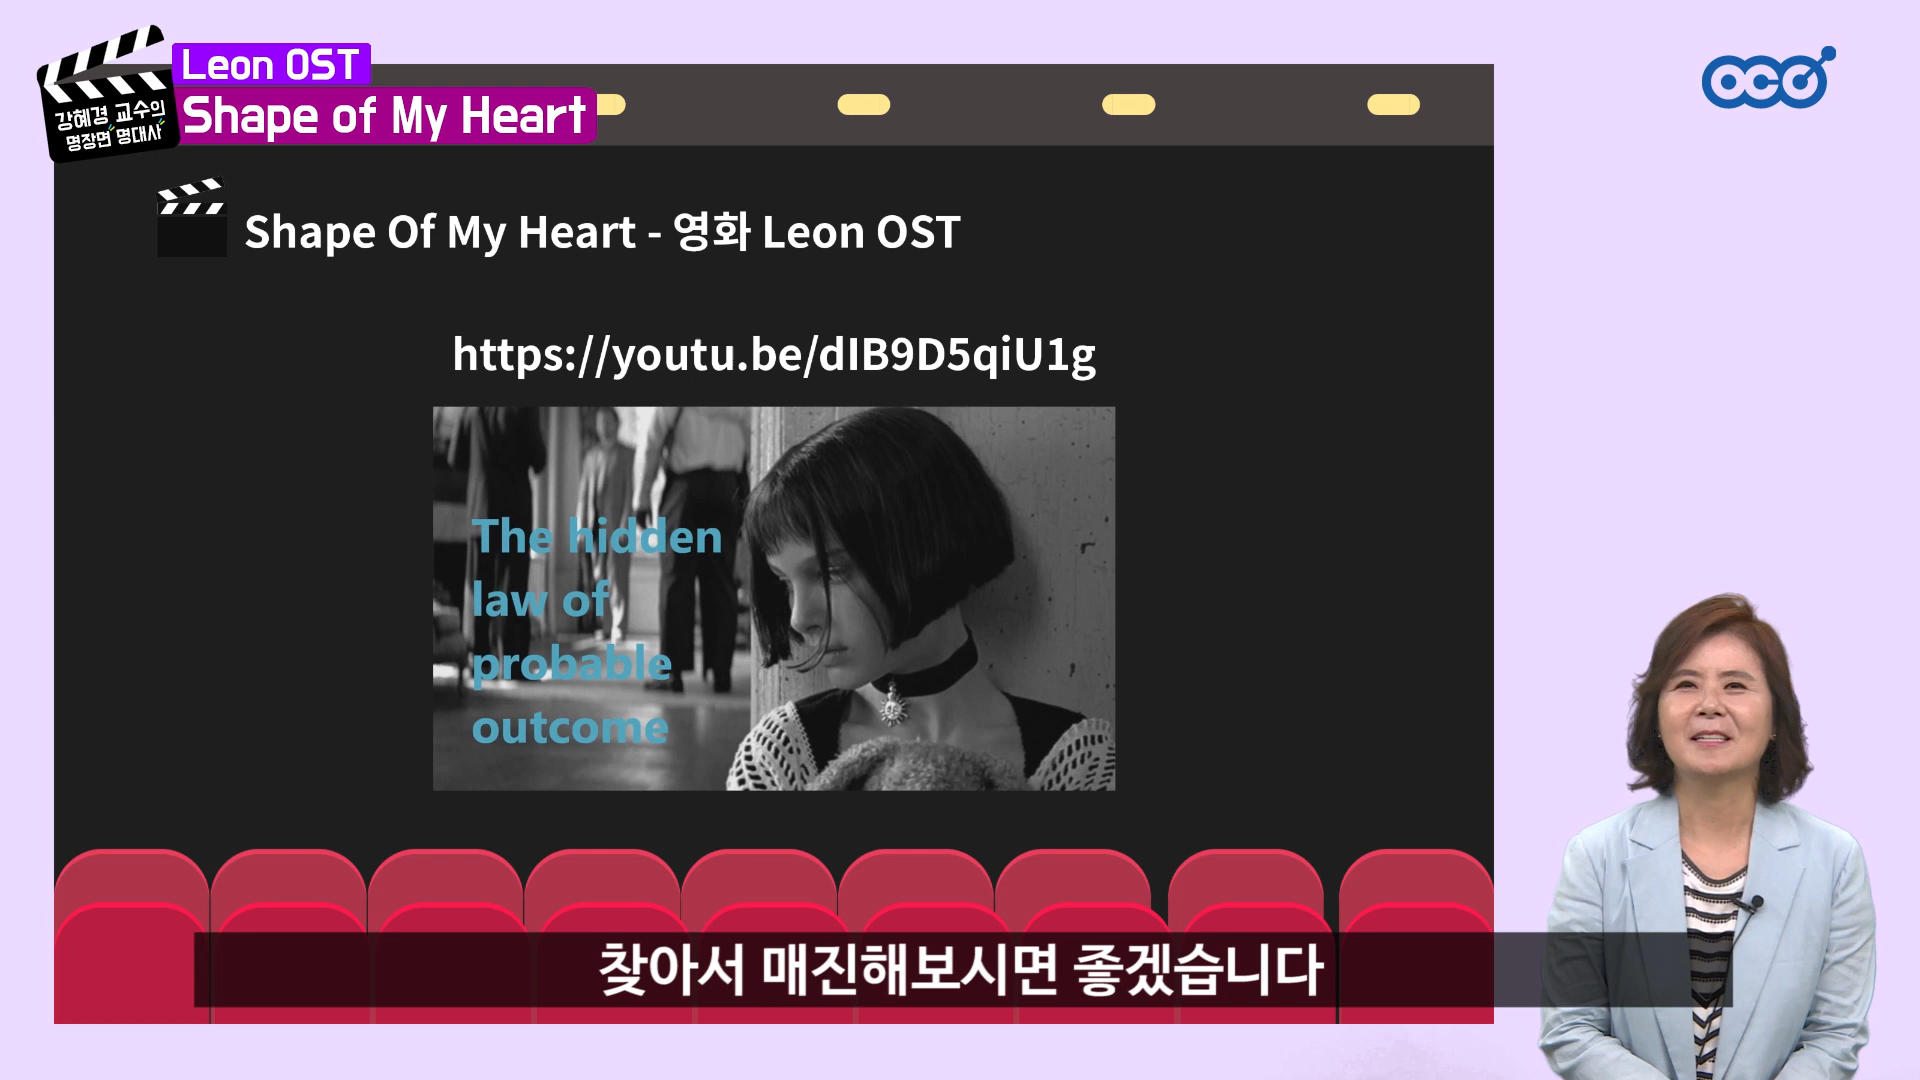 Leon OST
Shape of My Heart
강혜경 교수의
명장면 명대사
oco
Shape Of My Heart - 영화 Leon OST
https://youtu.be/dIB9D5qiU1g
The hidden
law of
probable
outcome
찾아서 매진해보시면 좋겠습니다